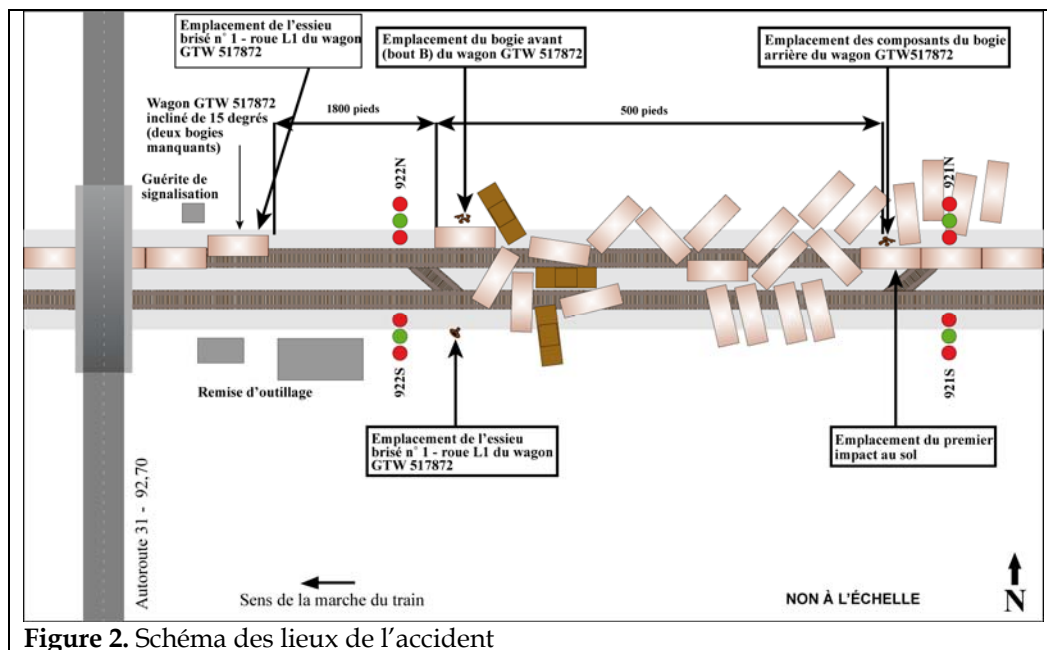 Emplacement de l'essieu
brisé n° 1 - roue L1 du wagon
GTW 517872
Emplacement du bogie avant
(bout B) du wagon GTW 517872
Emplacement des composants du bogie
arrière du wagon GTW517872
Wagon GTW 517872
incliné de 15 degrés
(deux bogies
manquants)
1800 pieds
500 pieds
Guérite de
signalisation
922N
921N
Remise d'outillage
922S
921S
Emplacement de l'essieu
brisé n° 1 - roue L1 du wagon
GTW 517872
Emplacement du premier
impact au sol
Autoroute 31 - 92,70
Sens de la marche du train
NON À L'ÉCHELLE
N
Figure 2. Schéma des lieux de l'accident